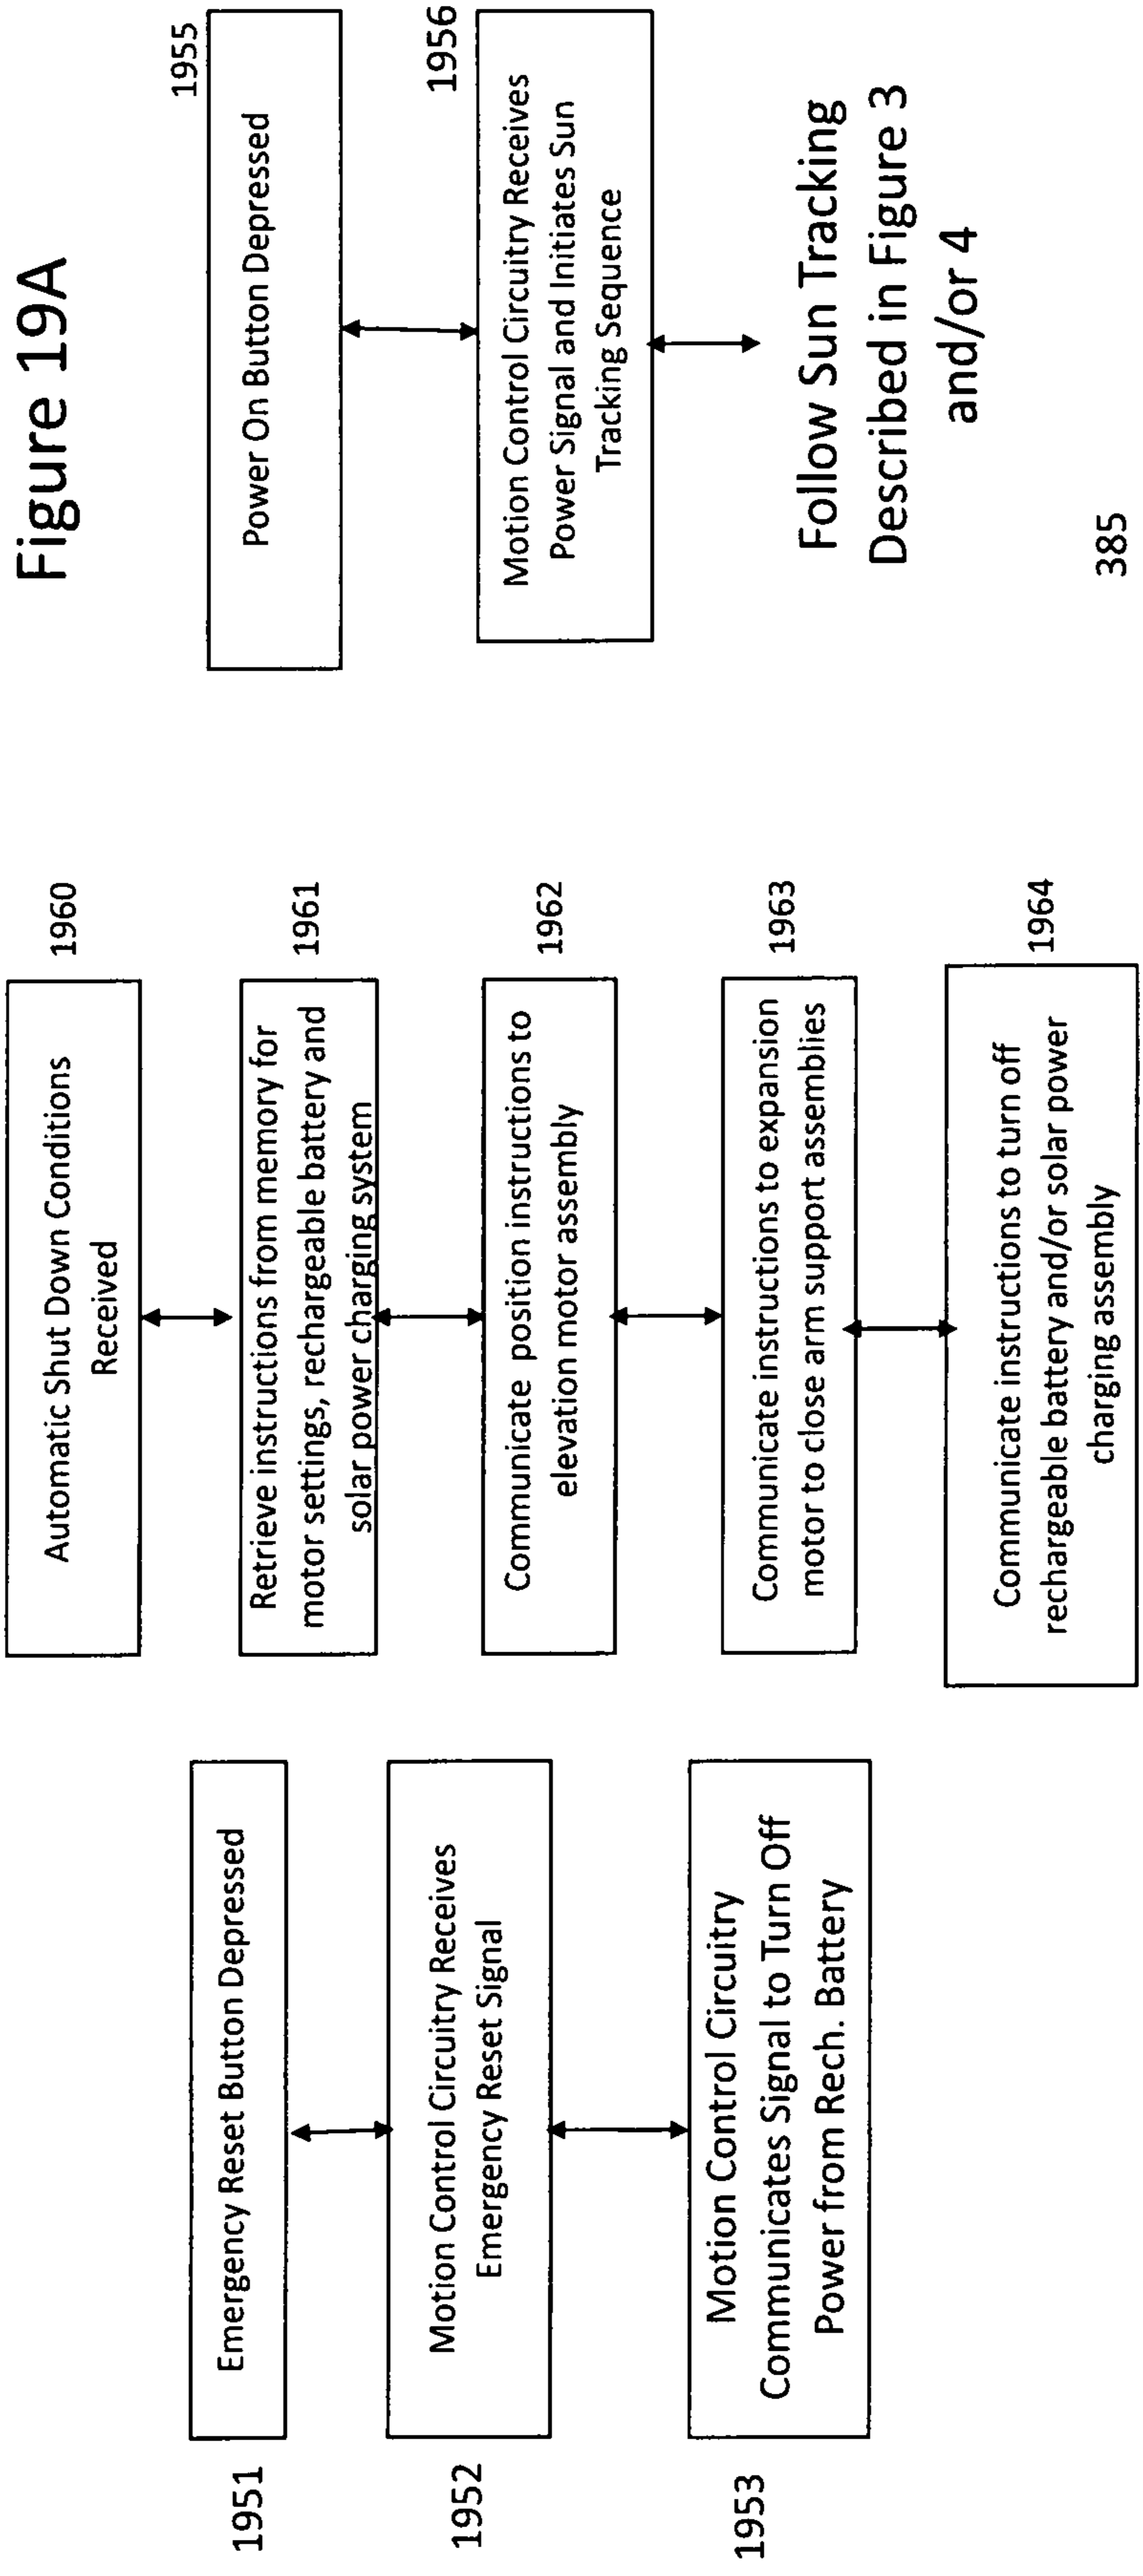 Figure 19A
1951
Emergency Reset Button Depressed
1952
Motion Control Circuitry Receives
Emergency Reset Signal
1953
Motion Control Circuitry
Communicates Signal to Turn Off
Power from Rech. Battery
1960
Automatic Shut Down Conditions
Received
1961
Retrieve instructions from memory for
motor settings, rechargeable battery and
solar power charging system
1962
Communicate position instructions to
elevation motor assembly
1963
Communicate instructions to expansion
motor to close arm support assemblies
1964
Communicate instructions to turn off
rechargeable battery and/or solar power
charging assembly
1955
Power On Button Depressed
1956
Motion Control Circuitry Receives
Power Signal and Initiates Sun
Tracking Sequence
Follow Sun Tracking
Described in Figure 3
and/or 4
385